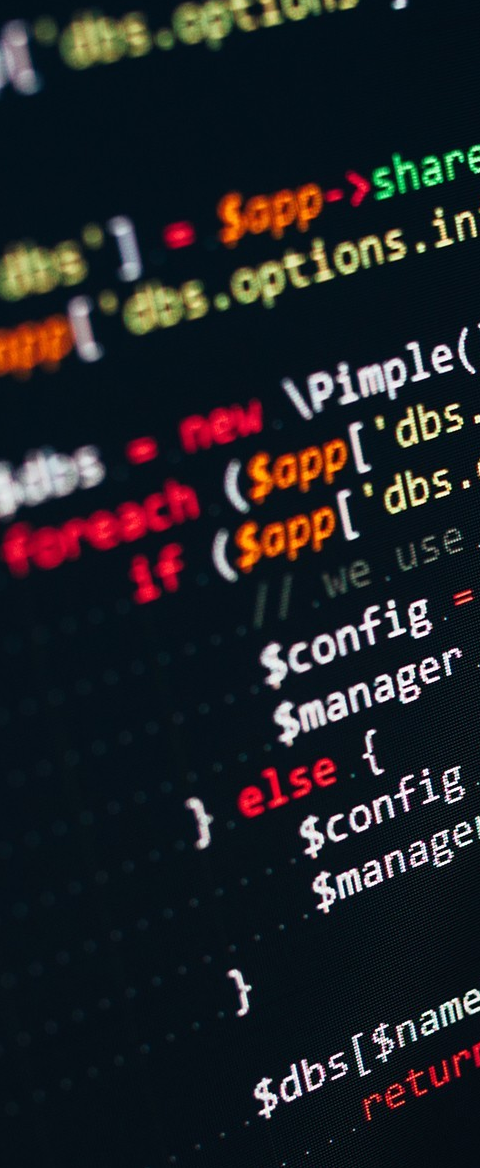 ['dbs.options
dbs'] = $app->share
app['dbs.options.in
$dbs = new \Pimple(
foreach ($app['dbs.
if ($app['dbs.
// we use
$config =
$manager
} else {
$config
$manager
}
$dbs[$name
return